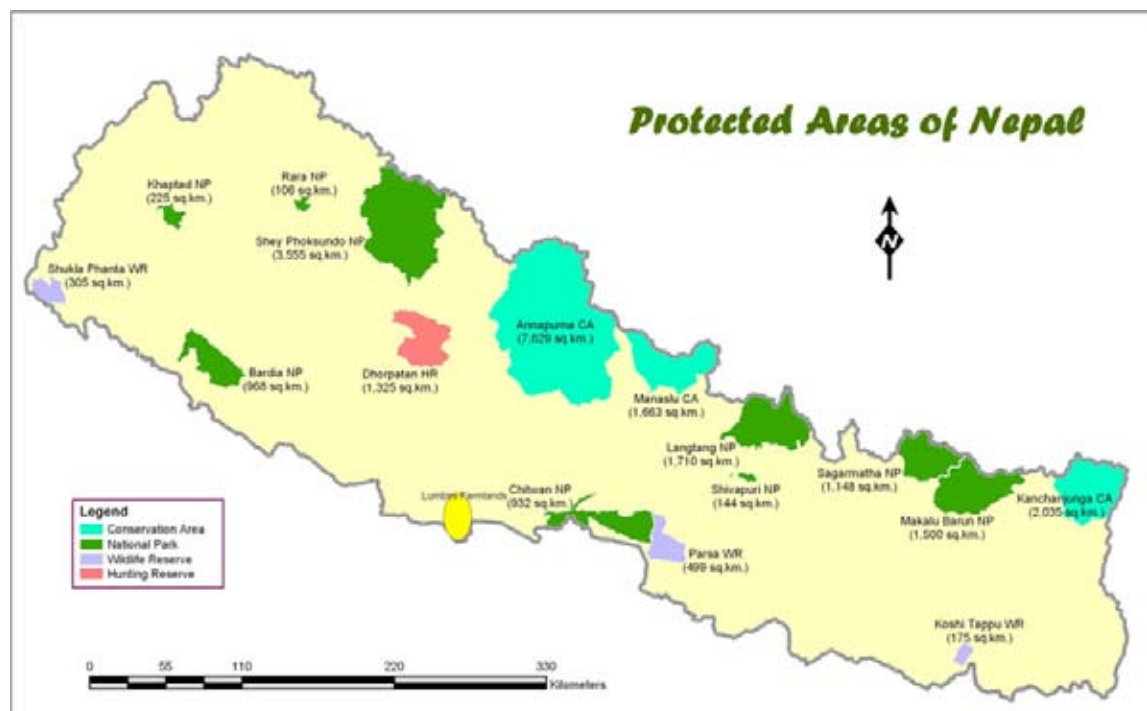 Protected Areas of Nepal
Khaptad NP
(225 sq.km.)
Rara NP
(106 sq.km.)
Shey Phoksundo NP
(3,555 sq.km.)
Shukla Phanta WR
(305 sq.km.)
N
Annapurna CA
(7,629 sq.km.)
Bardia NP
(968 sq.km.)
Dhorpatan HR
(1,325 sq.km.)
Manaslu CA
(1,663 sq.km.)
Langtang NP
(1,710 sq.km.)
Sagarmatha NP
(1,148 sq.km.)
Shivapuri NP
(144 sq.km.)
Kanchanjunga CA
(2,035 sq.km.)
Makalu Barun NP
(1,500 sq.km.)
Chitwan NP
(932 sq.km.)
Lumbini Farmlands
Parsa WR
(499 sq.km.)
Koshi Tappu WR
(175 sq.km.)
Legend
Conservation Area
National Park
Wildlife Reserve
Hunting Reserve
0 55 110 220 330
Kilometers